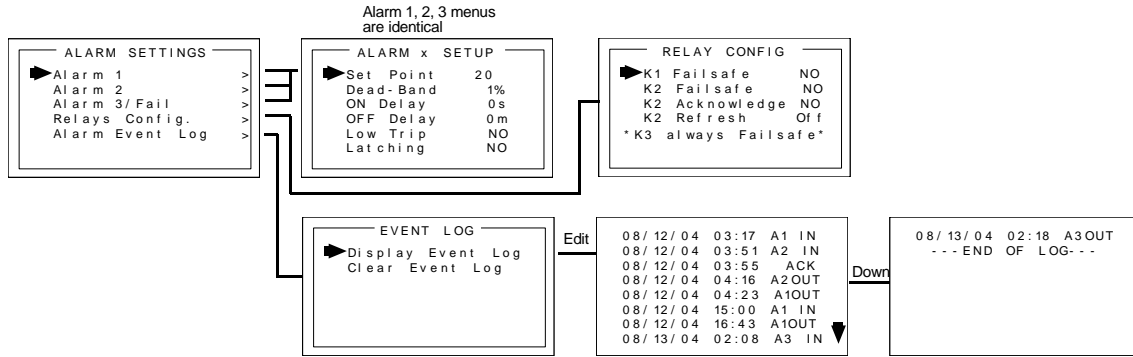 Alarm 1, 2, 3 menus
are identical
ALARM SETTINGS
Alarm 1 >
Alarm 2 >
Alarm 3/Fail >
Relays Config. >
Alarm Event Log >
ALARM x SETUP
Set Point 20
Dead-Band 1%
ON Delay 0s
OFF Delay 0m
Low Trip NO
Latching NO
RELAY CONFIG
K1 Failsafe NO
K2 Failsafe NO
K2 Acknowledge NO
K2 Refresh Off
*K3 always Failsafe*
EVENT LOG
Display Event Log
Clear Event Log
Edit
08/12/04 03:17 A1 IN
08/12/04 03:51 A2 IN
08/12/04 03:55 ACK
08/12/04 04:16 A2OUT
08/12/04 04:23 A1OUT
08/12/04 15:00 A1 IN
08/12/04 16:43 A1OUT
08/13/04 02:08 A3 IN
Down
08/13/04 02:18 A3OUT
---END OF LOG---